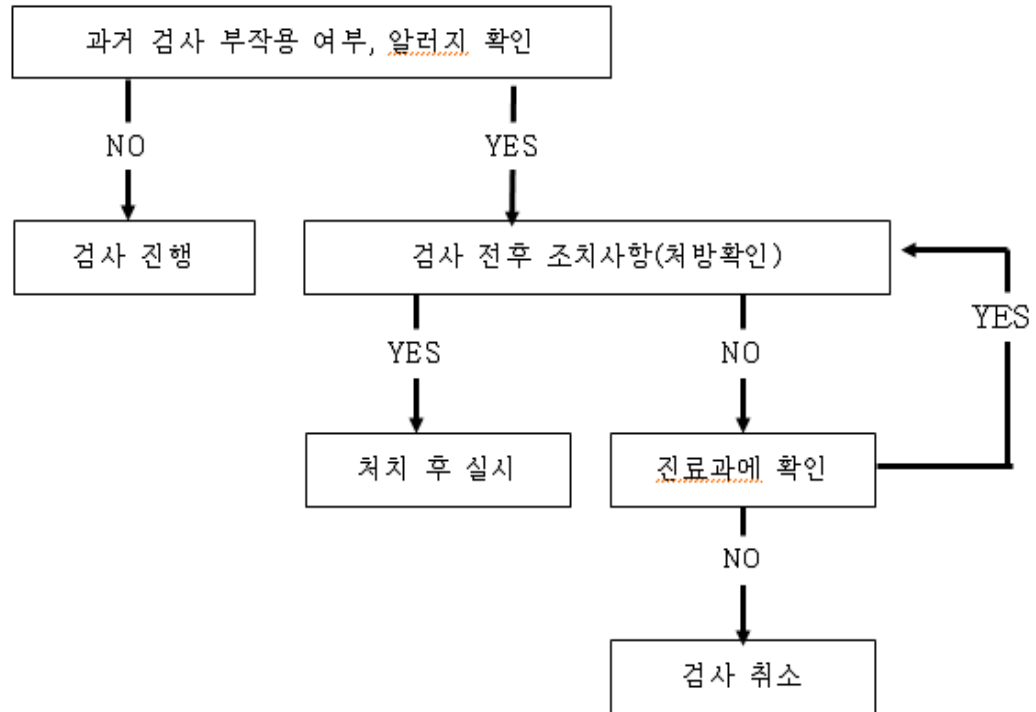 과거 검사 부작용 여부, 알러지 확인
NO
YES
검사 진행
검사 전후 조치사항(처방확인)
YES
YES
NO
처치 후 실시
진료과에 확인
NO
검사 취소